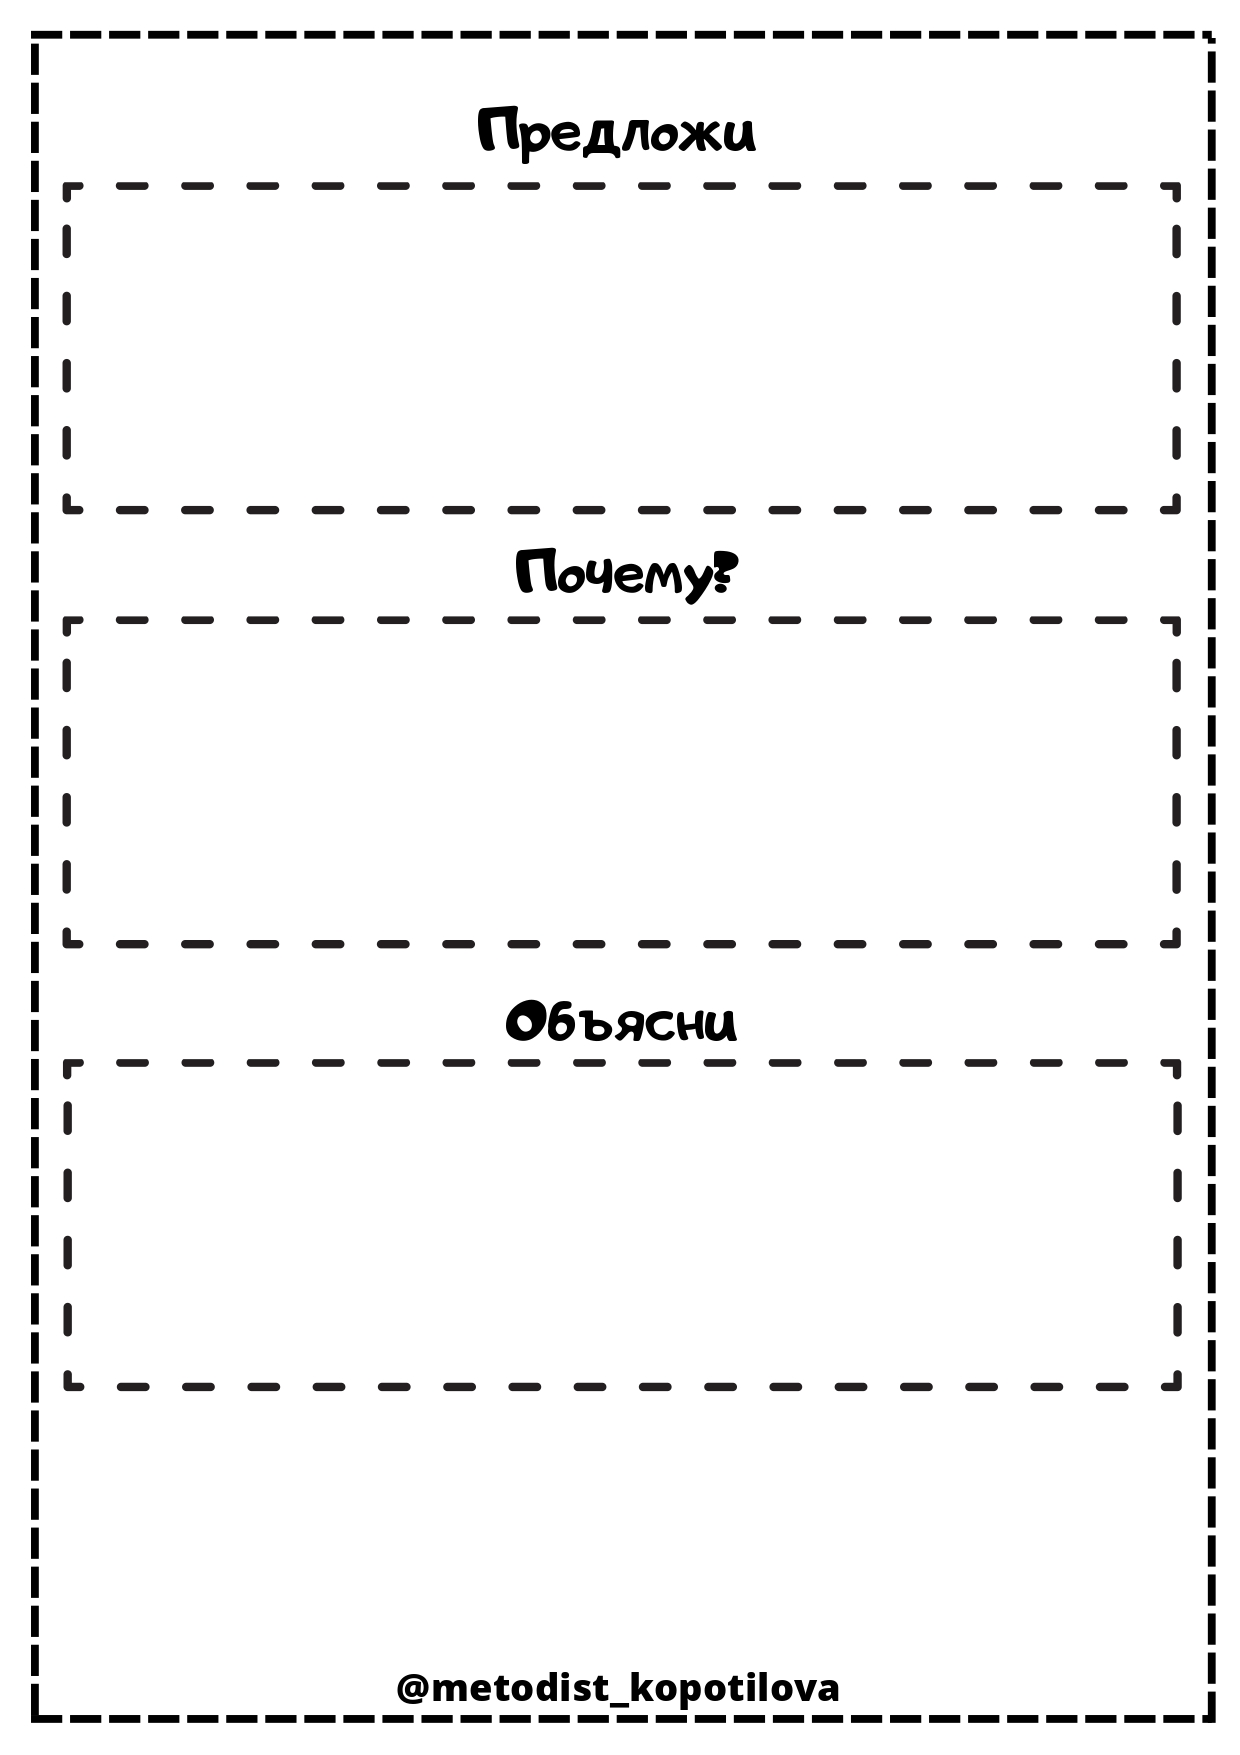 Предложи
Почему?
Объясни
@metodist_kopotilova